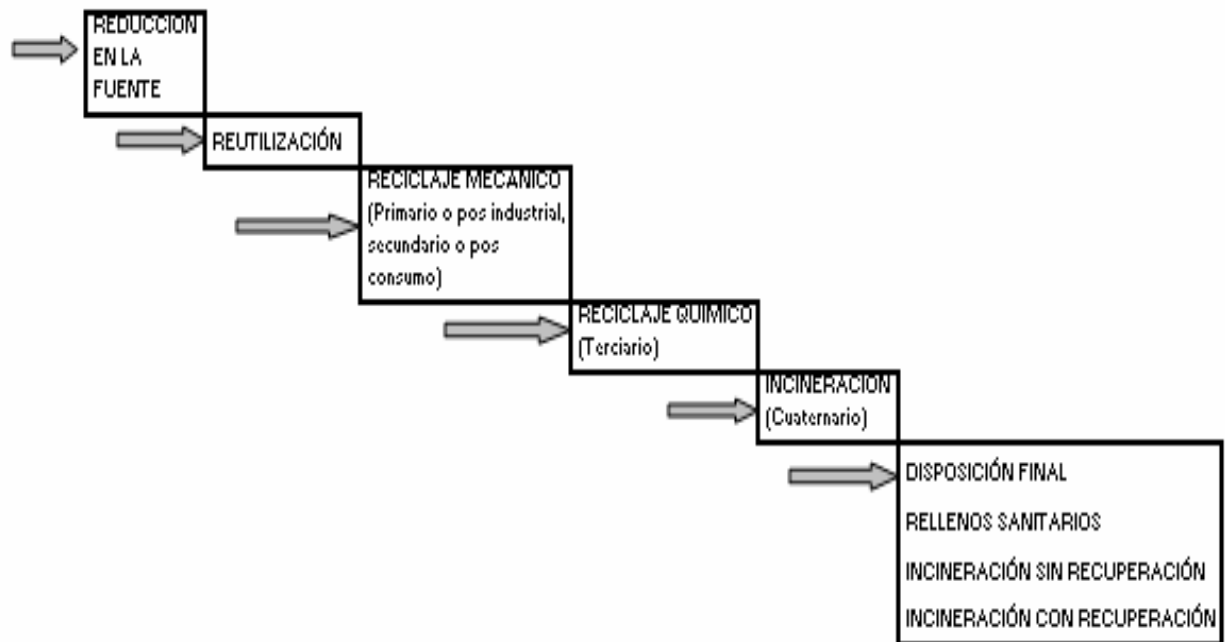 REDUCCION
EN LA
FUENTE
REUTILIZACIÓN
RECICLAJE MECANICO
(Primario o pos industrial,
secundario o pos
consumo)
RECICLAJE QUIMICO
(Terciario)
INCINERACION
(Cuaternario)
DISPOSICIÓN FINAL
RELLENOS SANITARIOS
INCINERACIÓN SIN RECUPERACIÓN
INCINERACIÓN CON RECUPERACIÓN